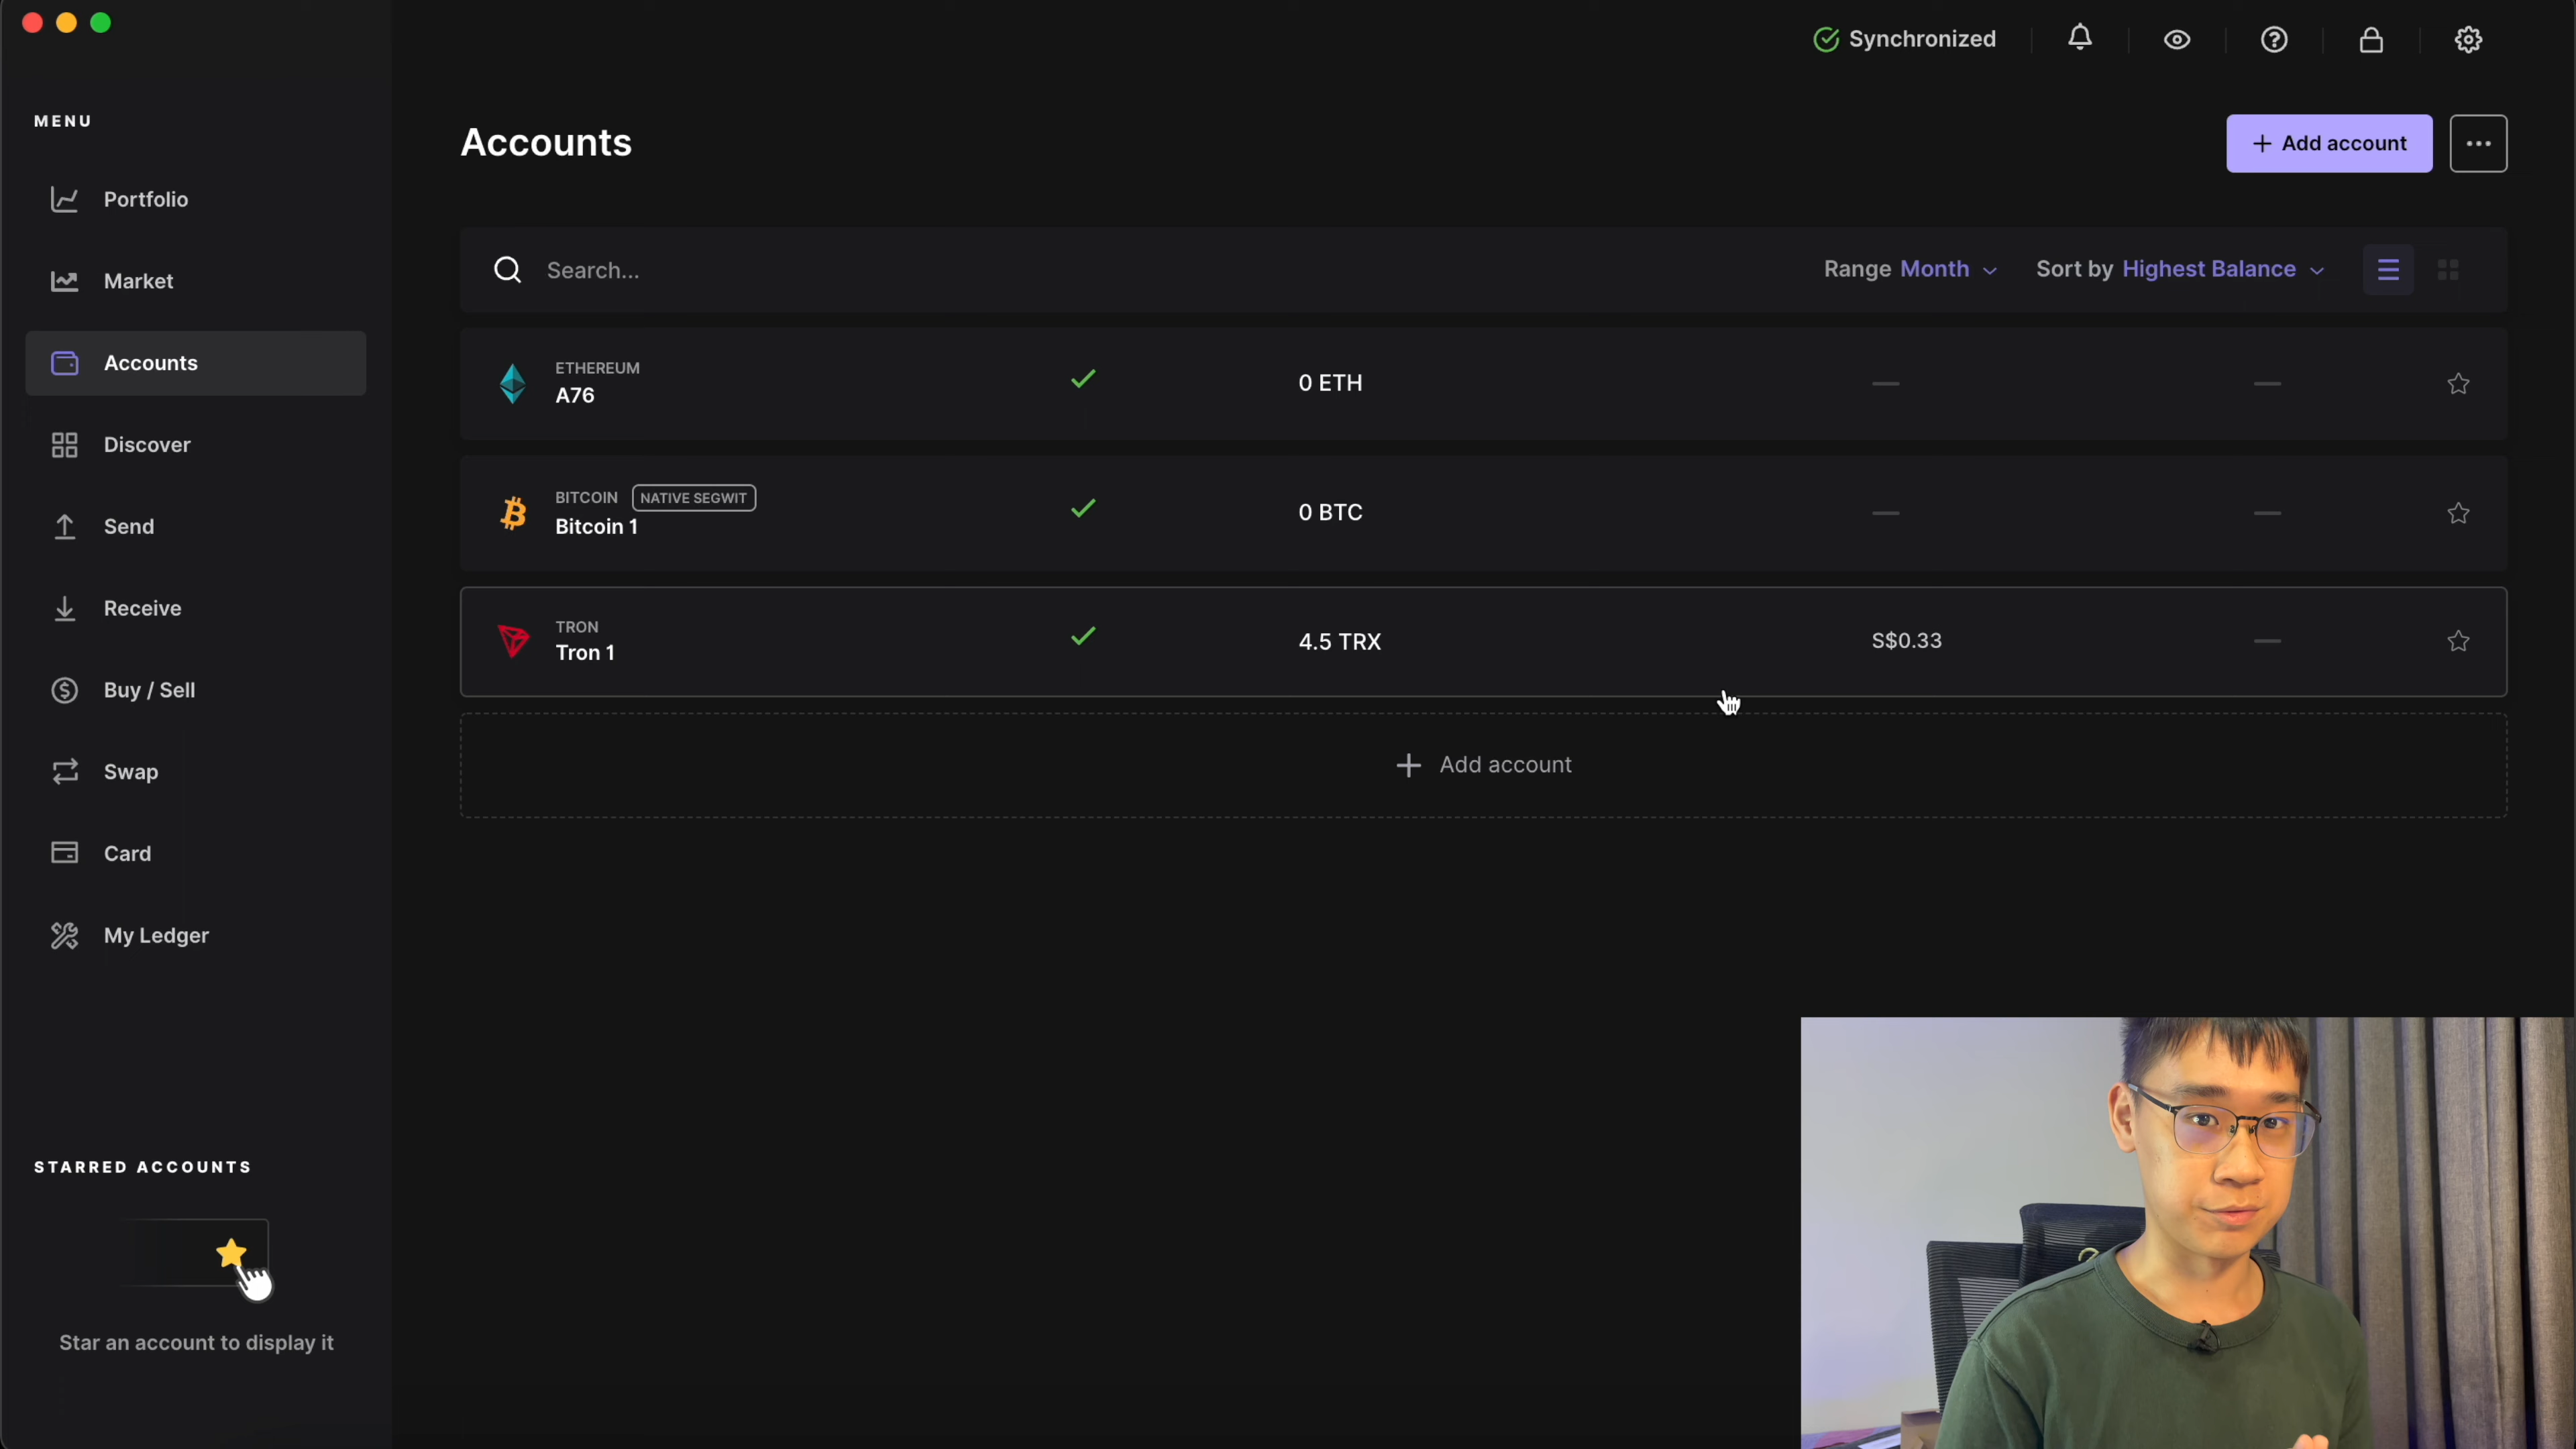 Synchronized
MENU
Portfolio
Market
Accounts
Discover
Send
Receive
Buy / Sell
Swap
Card
My Ledger
STARRED ACCOUNTS
Star an account to display it
Accounts
+ Add account
Search...
Range Month
Sort by Highest Balance
ETHEREUM
A76
0 ETH
BITCOIN NATIVE SEGWIT
Bitcoin 1
0 BTC
TRON
Tron 1
4.5 TRX
S$0.33
+ Add account